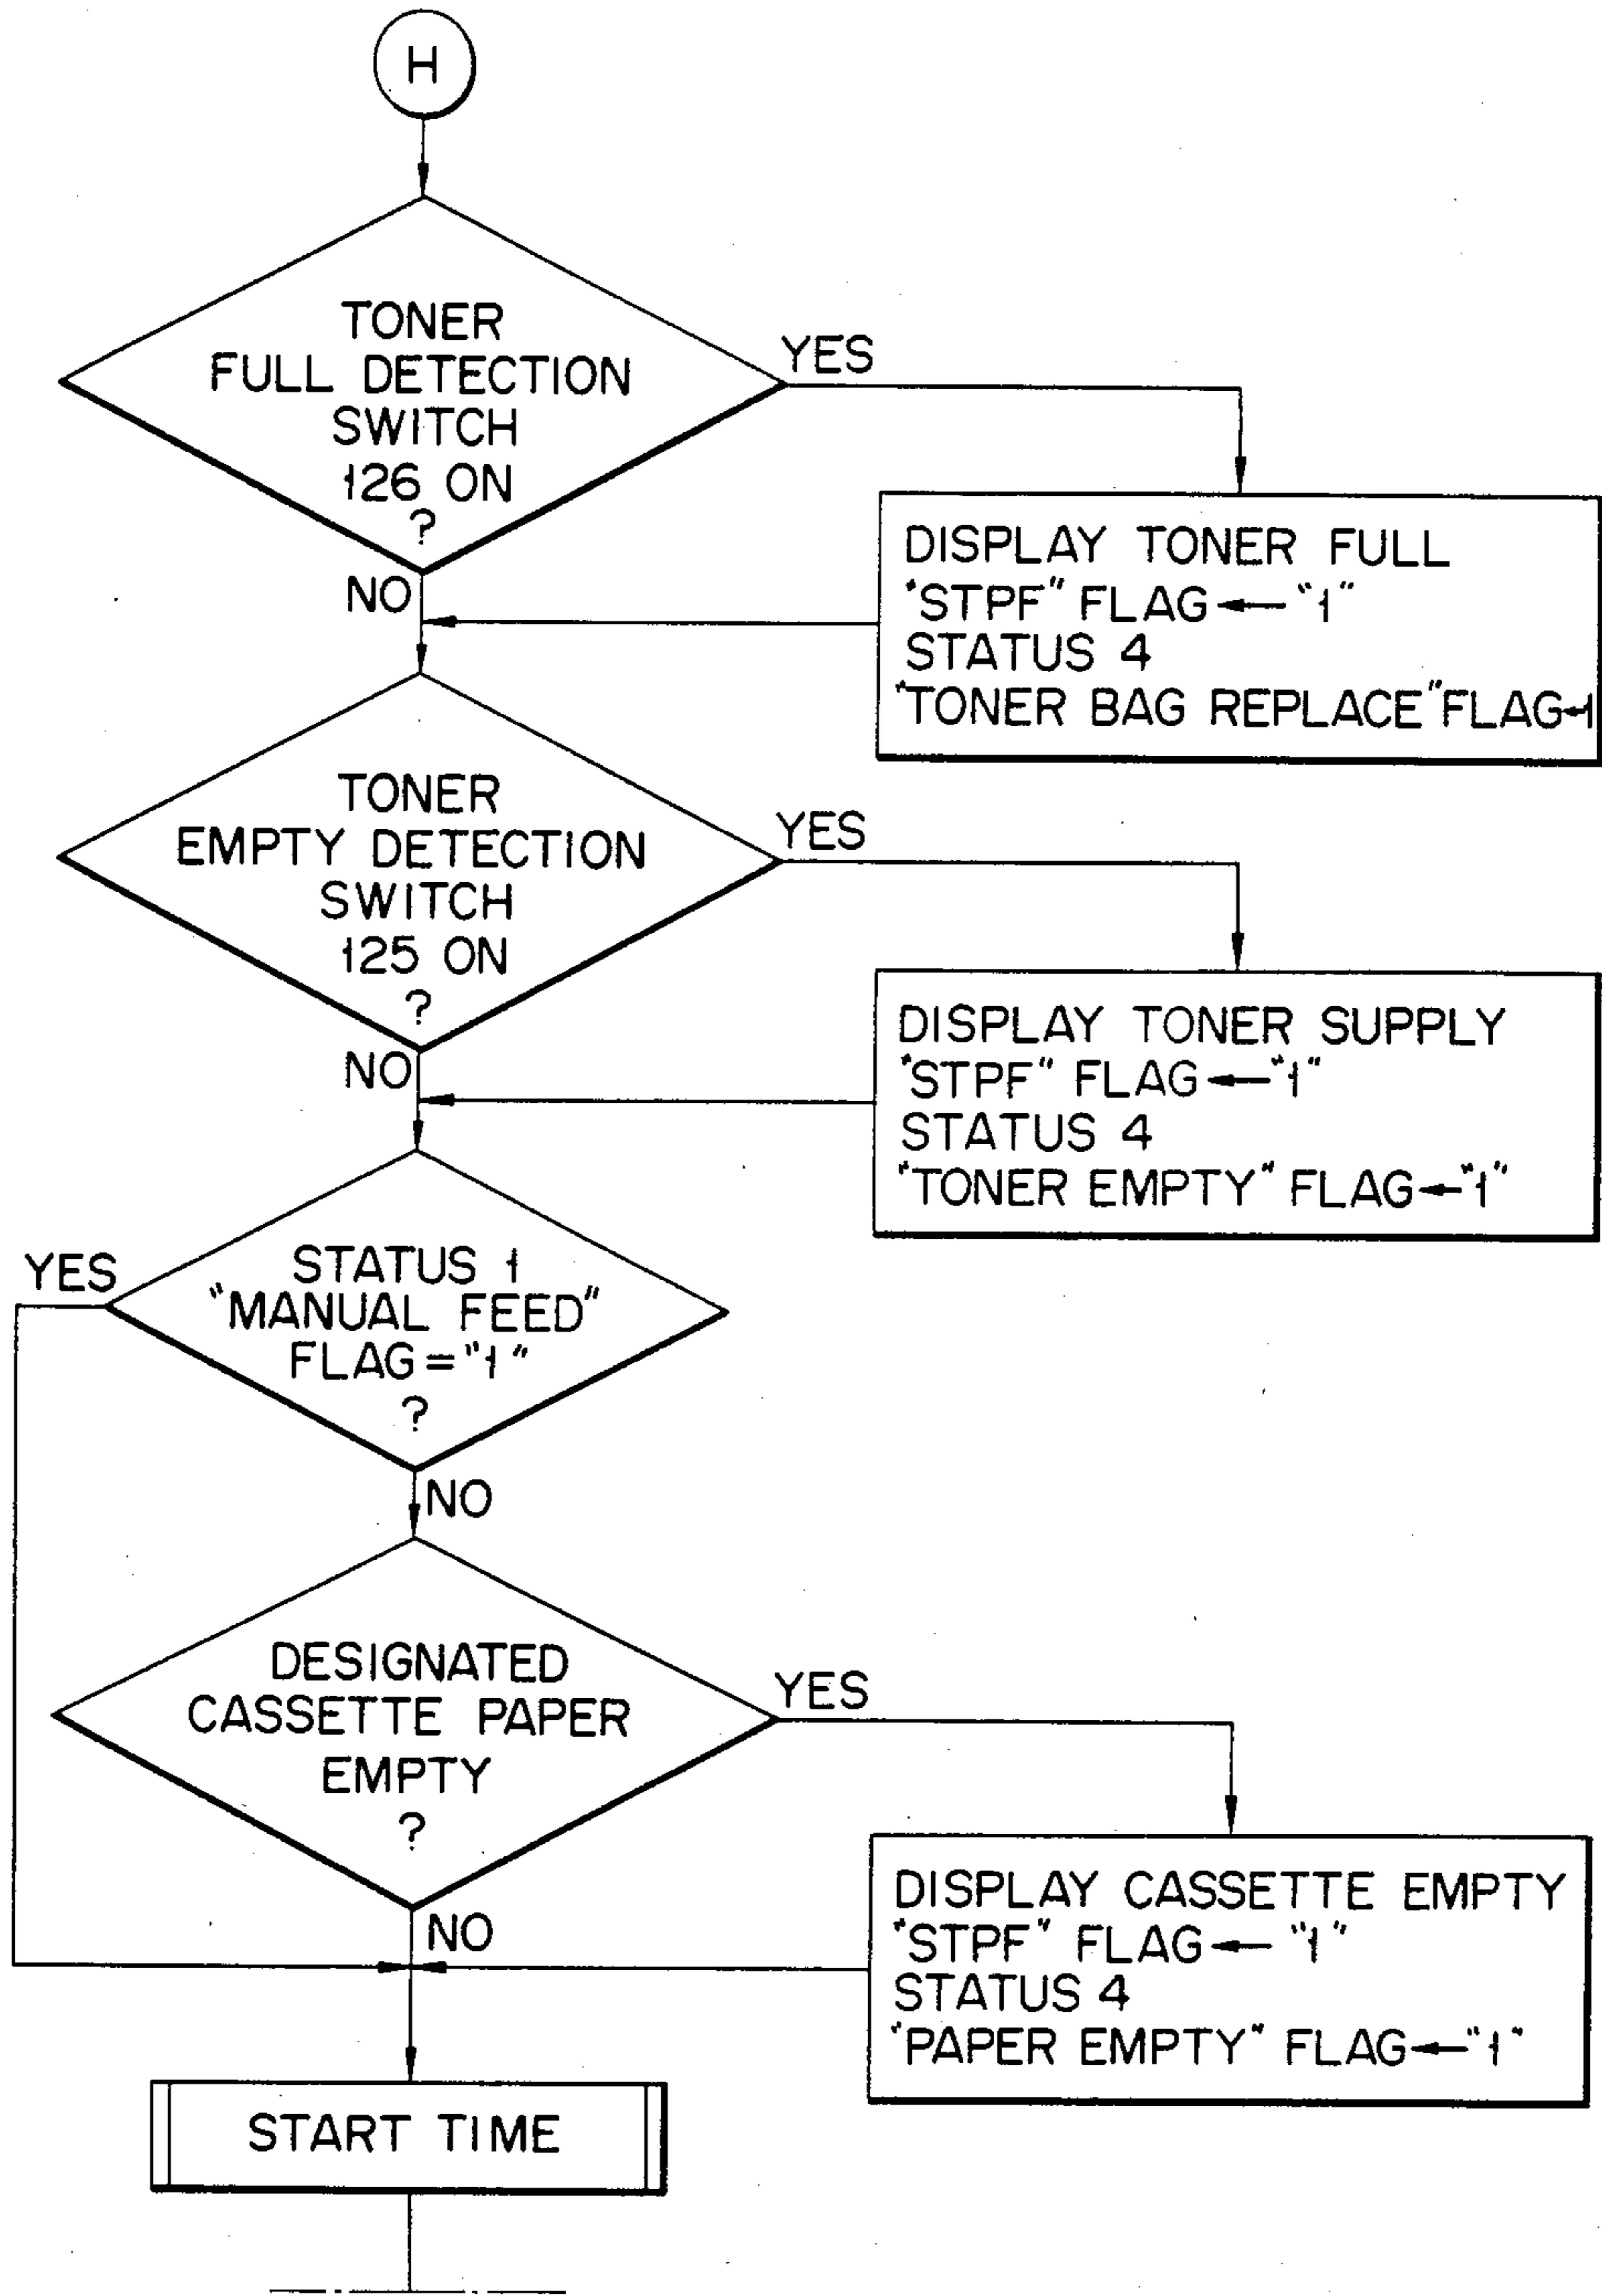 H
TONER
FULL DETECTION
SWITCH
126 ON
?
YES
NO
DISPLAY TONER FULL
"STPF" FLAG ← "1"
STATUS 4
"TONER BAG REPLACE" FLAG←1
TONER
EMPTY DETECTION
SWITCH
125 ON
?
YES
NO
DISPLAY TONER SUPPLY
"STPF" FLAG ← "1"
STATUS 4
"TONER EMPTY" FLAG ← "1"
STATUS 1
"MANUAL FEED"
FLAG = "1"
?
YES
NO
DESIGNATED
CASSETTE PAPER
EMPTY
?
YES
NO
DISPLAY CASSETTE EMPTY
"STPF" FLAG ← "1"
STATUS 4
"PAPER EMPTY" FLAG ← "1"
START TIME